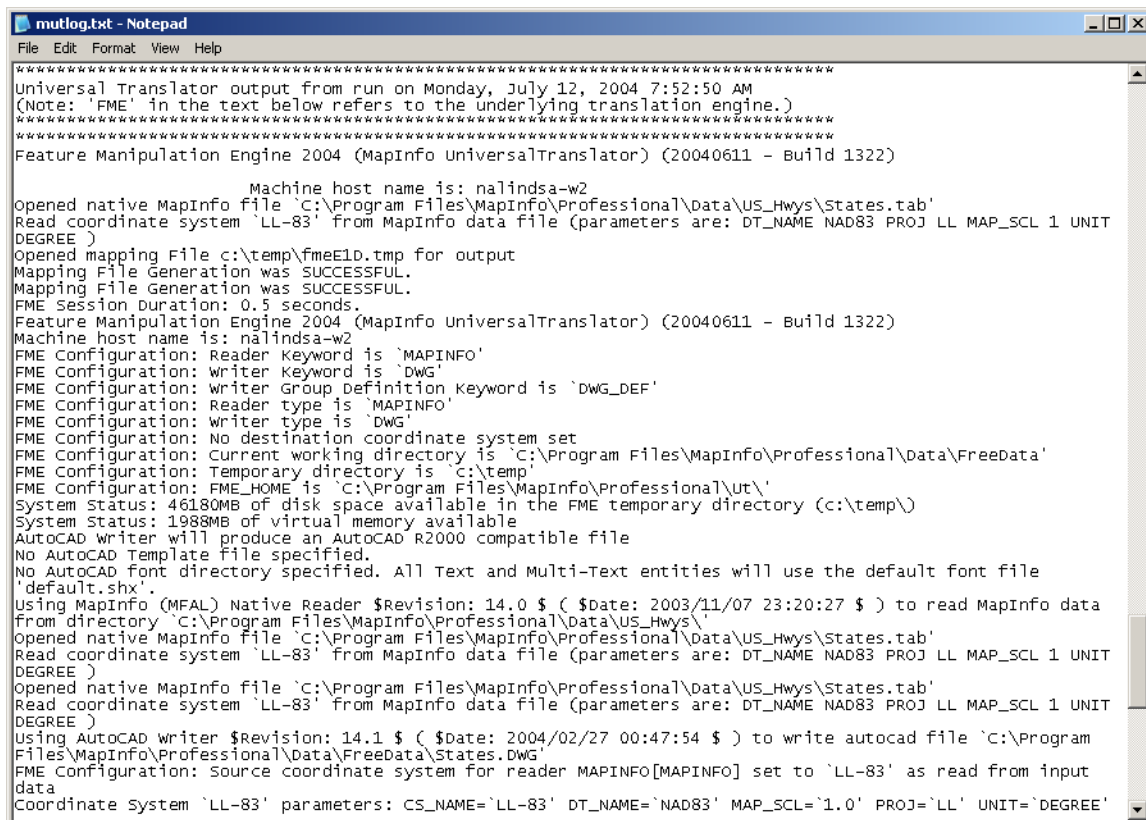 mutlog.txt - Notepad
File Edit Format View Help
********************************************************************************
Universal Translator output from run on Monday, July 12, 2004 7:52:50 AM
(Note: 'FME' in the text below refers to the underlying translation engine.)
********************************************************************************
********************************************************************************
Feature Manipulation Engine 2004 (MapInfo UniversalTranslator) (20040611 - Build 1322)
Machine host name is: nalindsa-w2
Opened native MapInfo file `C:\Program Files\MapInfo\Professional\Data\US_Hwys\States.tab'
Read coordinate system `LL-83' from MapInfo data file (parameters are: DT_NAME NAD83 PROJ LL MAP_SCL 1 UNIT
DEGREE )
Opened mapping File c:\temp\fmeE1D.tmp for output
Mapping File Generation was SUCCESSFUL.
Mapping File Generation was SUCCESSFUL.
FME Session Duration: 0.5 seconds.
Feature Manipulation Engine 2004 (MapInfo UniversalTranslator) (20040611 - Build 1322)
Machine host name is: nalindsa-w2
FME Configuration: Reader Keyword is `MAPINFO'
FME Configuration: Writer Keyword is `DWG'
FME Configuration: Writer Group Definition Keyword is `DWG_DEF'
FME Configuration: Reader type is `MAPINFO'
FME Configuration: Writer type is `DWG'
FME Configuration: No destination coordinate system set
FME Configuration: Current working directory is `C:\Program Files\MapInfo\Professional\Data\FreeData'
FME Configuration: Temporary directory is `c:\temp'
FME Configuration: FME_HOME is `C:\Program Files\MapInfo\Professional\Ut\'
System Status: 46180MB of disk space available in the FME temporary directory (c:\temp\)
System Status: 1988MB of virtual memory available
AutoCAD Writer will produce an AutoCAD R2000 compatible file
No AutoCAD Template file specified.
No AutoCAD font directory specified. All Text and Multi-Text entities will use the default font file
'default.shx'.
Using MapInfo (MFAL) Native Reader $Revision: 14.0 $ ( $Date: 2003/11/07 23:20:27 $ ) to read MapInfo data
from directory `C:\Program Files\MapInfo\Professional\Data\US_Hwys\'
Opened native MapInfo file `C:\Program Files\MapInfo\Professional\Data\US_Hwys\States.tab'
Read coordinate system `LL-83' from MapInfo data file (parameters are: DT_NAME NAD83 PROJ LL MAP_SCL 1 UNIT
DEGREE )
Opened native MapInfo file `C:\Program Files\MapInfo\Professional\Data\US_Hwys\States.tab'
Read coordinate system `LL-83' from MapInfo data file (parameters are: DT_NAME NAD83 PROJ LL MAP_SCL 1 UNIT
DEGREE )
Using AutoCAD Writer $Revision: 14.1 $ ( $Date: 2004/02/27 00:47:54 $ ) to write autocad file `C:\Program
Files\MapInfo\Professional\Data\FreeData\States.DWG'
FME Configuration: Source coordinate system for reader MAPINFO[MAPINFO] set to `LL-83' as read from input
data
Coordinate System `LL-83' parameters: CS_NAME=`LL-83' DT_NAME=`NAD83' MAP_SCL=`1.0' PROJ=`LL' UNIT=`DEGREE'